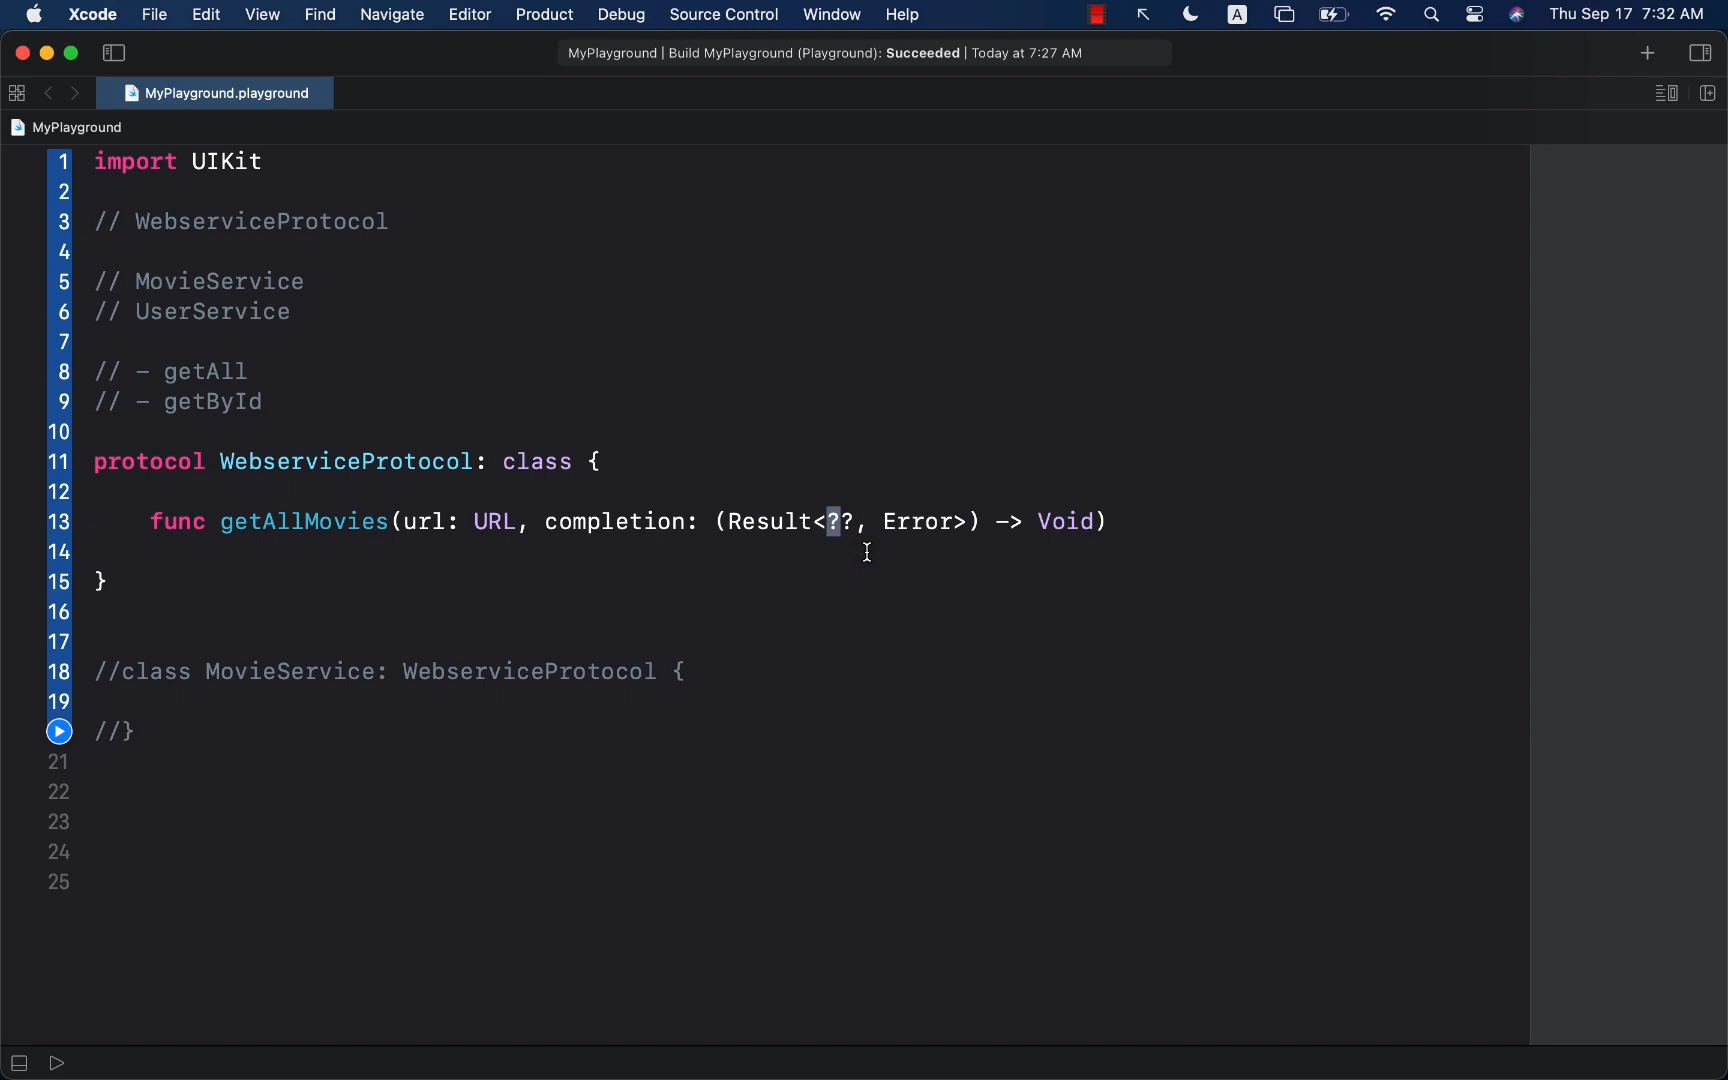 Xcode File Edit View Find Navigate Editor Product Debug Source Control Window Help A Thu Sep 17 7:32 AM
MyPlayground | Build MyPlayground (Playground): Succeeded | Today at 7:27 AM
MyPlayground.playground
MyPlayground
1 import UIKit
2
3 // WebserviceProtocol
4
5 // MovieService
6 // UserService
7
8 // - getAll
9 // - getById
10
11 protocol WebserviceProtocol: class {
12
13 func getAllMovies(url: URL, completion: (Result<??, Error>) -> Void)
14
15 }
16
17
18 //class MovieService: WebserviceProtocol {
19
//}
21
22
23
24
25